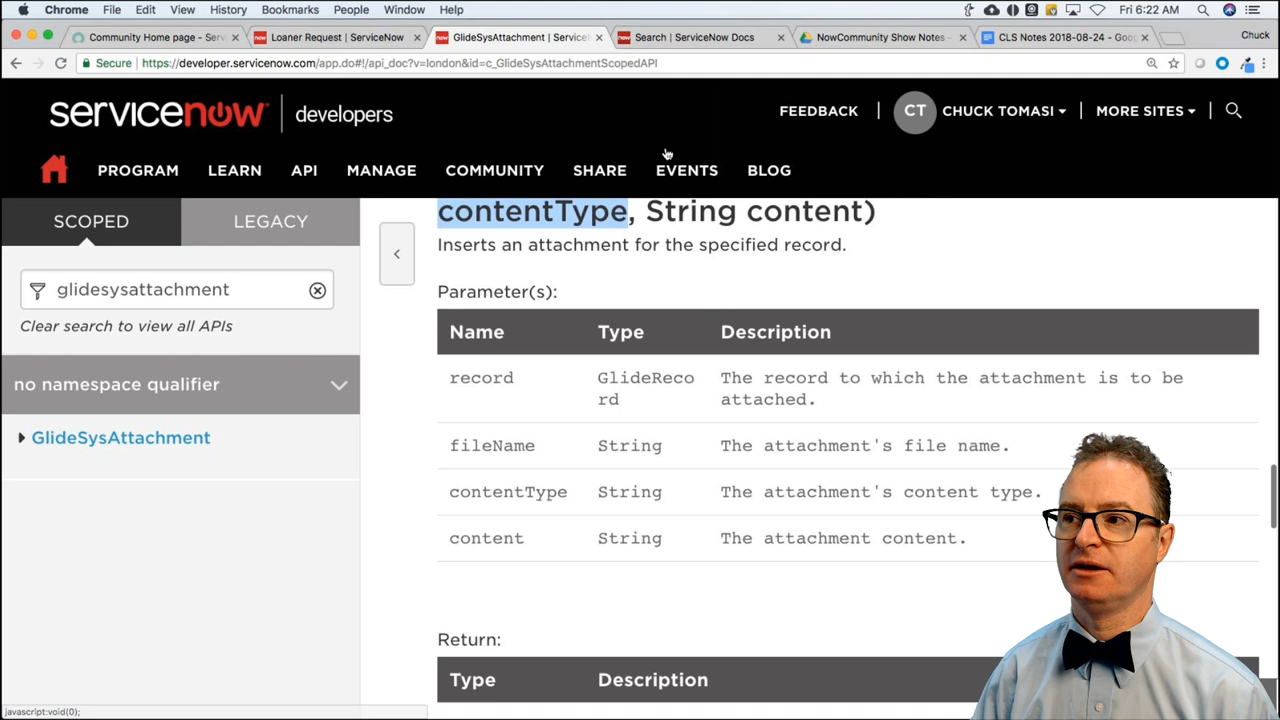 Chrome File Edit View History Bookmarks People Window Help Fri 6:22 AM
Community Home page - Serv Loaner Request | ServiceNow GlideSysAttachment | Servicen Search | ServiceNow Docs NowCommunity Show Notes - CLS Notes 2018-08-24 - Goog Chuck
Secure https://developer.servicenow.com/app.do#!/api_doc?v=london&id=c_GlideSysAttachmentScopedAPI
servicenow developers FEEDBACK CT CHUCK TOMASI MORE SITES
PROGRAM LEARN API MANAGE COMMUNITY SHARE EVENTS BLOG
SCOPED LEGACY
glidesysattachment
Clear search to view all APIs
no namespace qualifier
GlideSysAttachment
contentType, String content)
Inserts an attachment for the specified record.
Parameter(s):
Name Type Description
record GlideReco The record to which the attachment is to be
rd attached.
fileName String The attachment's file name.
contentType String The attachment's content type.
content String The attachment content.
Return:
Type Description
javascript:void(0);